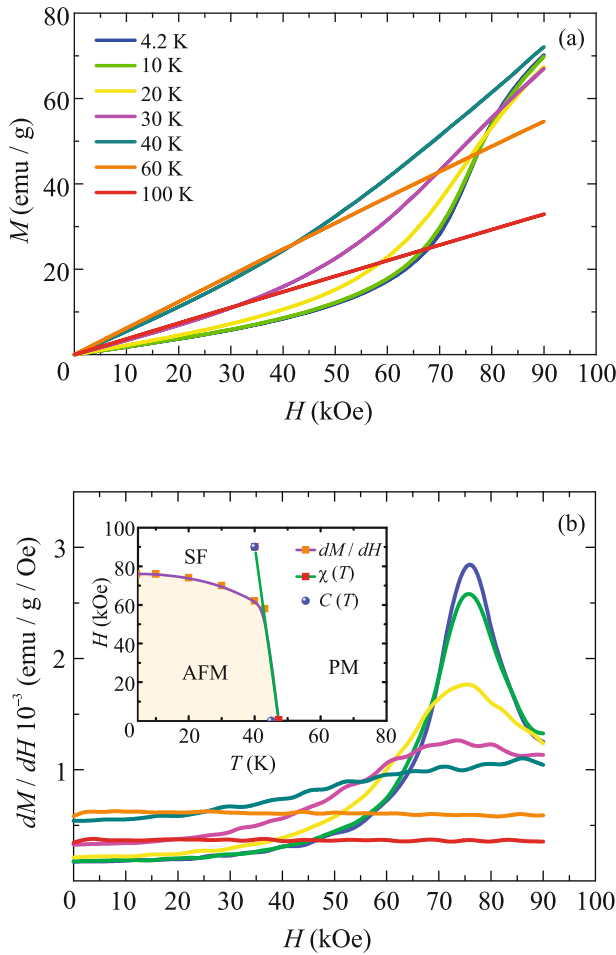 80
(a)
4.2 K
10 K
20 K
30 K
40 K
60 K
100 K
60
40
20
M (emu / g)
0 10 20 30 40 50 60 70 80 90 100
H (kOe)
(b)
3
2
1
dM / dH 10⁻³ (emu / g / Oe)
100
80
60
40
20
0
H (kOe)
SF
AFM
PM
dM / dH
χ (T)
C (T)
0 20 40 60 80
T (K)
0 10 20 30 40 50 60 70 80 90 100
H (kOe)